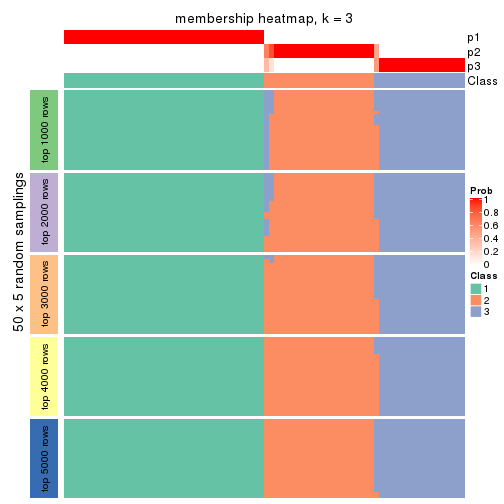 membership heatmap, k = 3
p1
p2
p3
Class
50 x 5 random samplings
top 1000 rows
top 2000 rows
top 3000 rows
top 4000 rows
top 5000 rows
Prob
1
0.8
0.6
0.4
0.2
0
Class
1
2
3